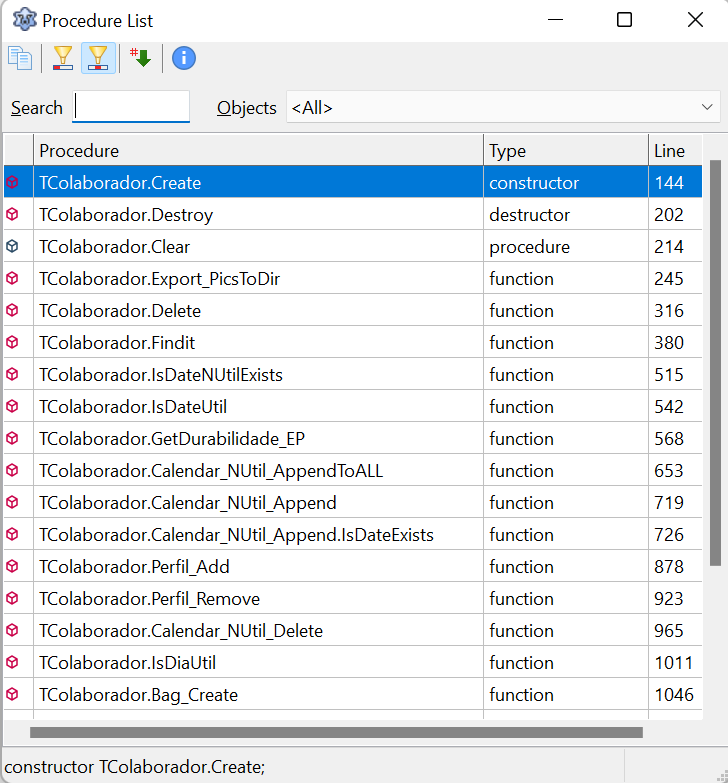 Procedure List
Search
Objects <All>
Procedure Type Line
TColaborador.Create constructor 144
TColaborador.Destroy destructor 202
TColaborador.Clear procedure 214
TColaborador.Export_PicsToDir function 245
TColaborador.Delete function 316
TColaborador.Findit function 380
TColaborador.IsDateNUtilExists function 515
TColaborador.IsDateUtil function 542
TColaborador.GetDurabilidade_EP function 568
TColaborador.Calendar_NUtil_AppendToALL function 653
TColaborador.Calendar_NUtil_Append function 719
TColaborador.Calendar_NUtil_Append.IsDateExists function 726
TColaborador.Perfil_Add function 878
TColaborador.Perfil_Remove function 923
TColaborador.Calendar_NUtil_Delete function 965
TColaborador.IsDiaUtil function 1011
TColaborador.Bag_Create function 1046
constructor TColaborador.Create;